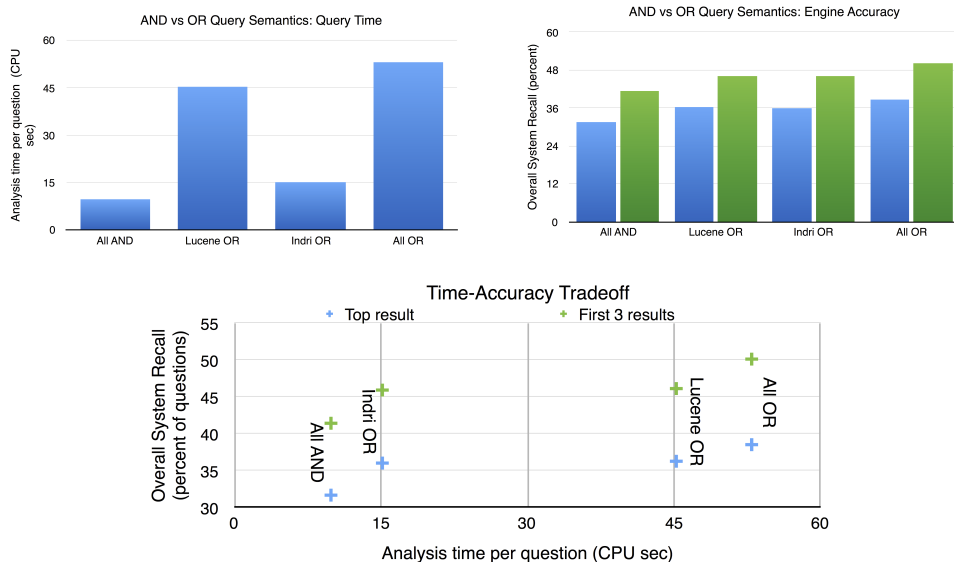 AND vs OR Query Semantics: Query Time
Analysis time per question (CPU
sec)
60
45
30
15
0
All AND
Lucene OR
Indri OR
All OR
AND vs OR Query Semantics: Engine Accuracy
Overall System Recall (percent)
60
48
36
24
12
0
All AND
Lucene OR
Indri OR
All OR
Time-Accuracy Tradeoff
Top result
First 3 results
Overall System Recall
(percent of questions)
55
50
45
40
35
30
All AND
Indri OR
Lucene OR
All OR
0
15
30
45
60
Analysis time per question (CPU sec)